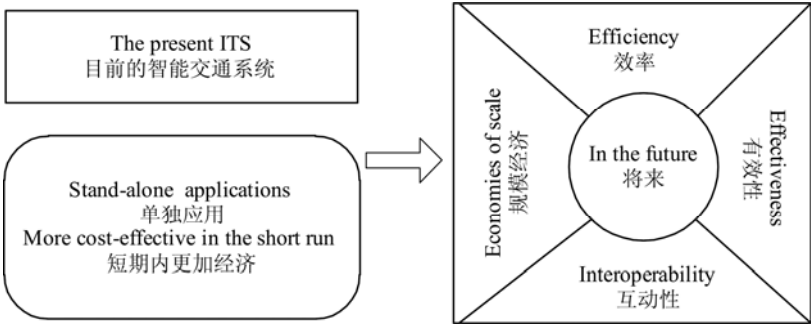 The present ITS
目前的智能交通系统
Stand-alone applications
单独应用
More cost-effective in the short run
短期内更加经济
Efficiency
效率
Economies of scale
规模经济
In the future
将来
Effectiveness
有效性
Interoperability
互动性